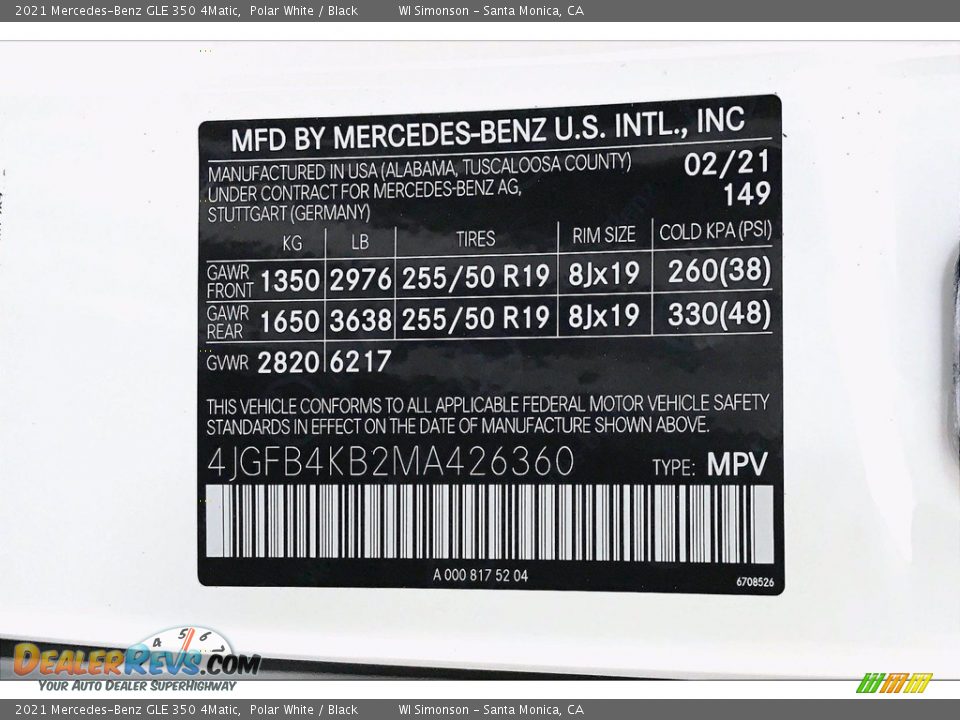 2021 Mercedes-Benz GLE 350 4Matic, Polar White / Black WI Simonson - Santa Monica, CA
MFD BY MERCEDES-BENZ U.S. INTL., INC
MANUFACTURED IN USA (ALABAMA, TUSCALOOSA COUNTY) 02/21
UNDER CONTRACT FOR MERCEDES-BENZ AG, 149
STUTTGART (GERMANY)
KG LB TIRES RIM SIZE COLD KPA (PSI)
GAWR FRONT 1350 2976 255/50 R19 8Jx19 260(38)
GAWR REAR 1650 3638 255/50 R19 8Jx19 330(48)
GVWR 2820 6217
THIS VEHICLE CONFORMS TO ALL APPLICABLE FEDERAL MOTOR VEHICLE SAFETY
STANDARDS IN EFFECT ON THE DATE OF MANUFACTURE SHOWN ABOVE.
4JGFB4KB2MA426360 TYPE: MPV
A 000 817 52 04 6708526
4 5 6 7
DEALERREVS.COM
YOUR AUTO DEALER SUPERHIGHWAY
2021 Mercedes-Benz GLE 350 4Matic, Polar White / Black WI Simonson - Santa Monica, CA